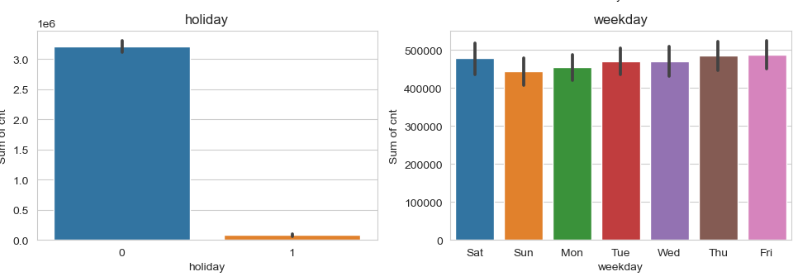 holiday
1e6
3.0
2.5
2.0
1.5
1.0
0.5
0.0
Sum of cnt
0
1
holiday
weekday
500000
400000
300000
200000
100000
0
Sum of cnt
Sat
Sun
Mon
Tue
Wed
Thu
Fri
weekday